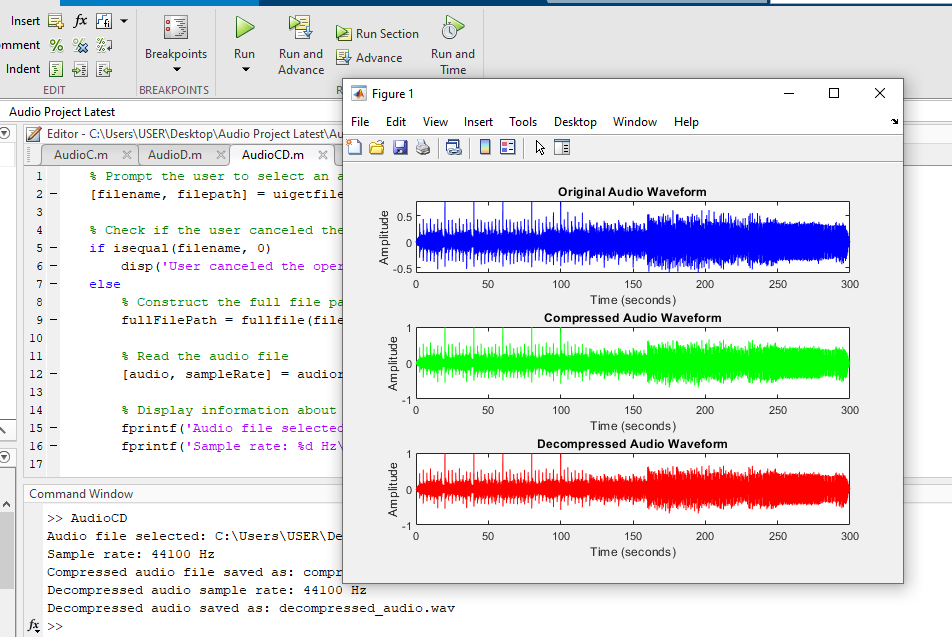 Insert fx
mment %
Indent
EDIT
Breakpoints
BREAKPOINTS
Run
Run and
Advance
Run Section
Advance
Run and
Time
R
Audio Project Latest
Editor - C:\Users\USER\Desktop\Audio Project Latest\Au
AudioC.m
AudioD.m
AudioCD.m
1 % Prompt the user to select an a
2 [filename, filepath] = uigetfile
3
4 % Check if the user canceled the
5 if isequal(filename, 0)
6 disp('User canceled the oper
7 else
8 % Construct the full file pa
9 fullFilePath = fullfile(file
10
11 % Read the audio file
12 [audio, sampleRate] = audior
13
14 % Display information about
15 fprintf('Audio file selected
16 fprintf('Sample rate: %d Hz\
17
Command Window
>> AudioCD
Audio file selected: C:\Users\USER\De
Sample rate: 44100 Hz
Compressed audio file saved as: compr
Decompressed audio sample rate: 44100 Hz
Decompressed audio saved as: decompressed_audio.wav
fx >>
Figure 1
File Edit View Insert Tools Desktop Window Help
Original Audio Waveform
Amplitude
0.5
0
-0.5
0 50 100 150 200 250 300
Time (seconds)
Compressed Audio Waveform
Amplitude
1
0
-1
0 50 100 150 200 250 300
Time (seconds)
Decompressed Audio Waveform
Amplitude
1
0
-1
0 50 100 150 200 250 300
Time (seconds)